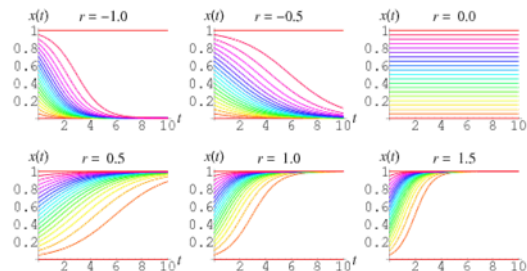 x(t) r = −1.0
1
0.8
0.6
0.4
0.2
2 4 6 8 10 t
x(t) r = −0.5
1
0.8
0.6
0.4
0.2
2 4 6 8 10 t
x(t) r = 0.0
1
0.8
0.6
0.4
0.2
2 4 6 8 10 t
x(t) r = 0.5
1
0.8
0.6
0.4
0.2
2 4 6 8 10 t
x(t) r = 1.0
1
0.8
0.6
0.4
0.2
2 4 6 8 10 t
x(t) r = 1.5
1
0.8
0.6
0.4
0.2
2 4 6 8 10 t